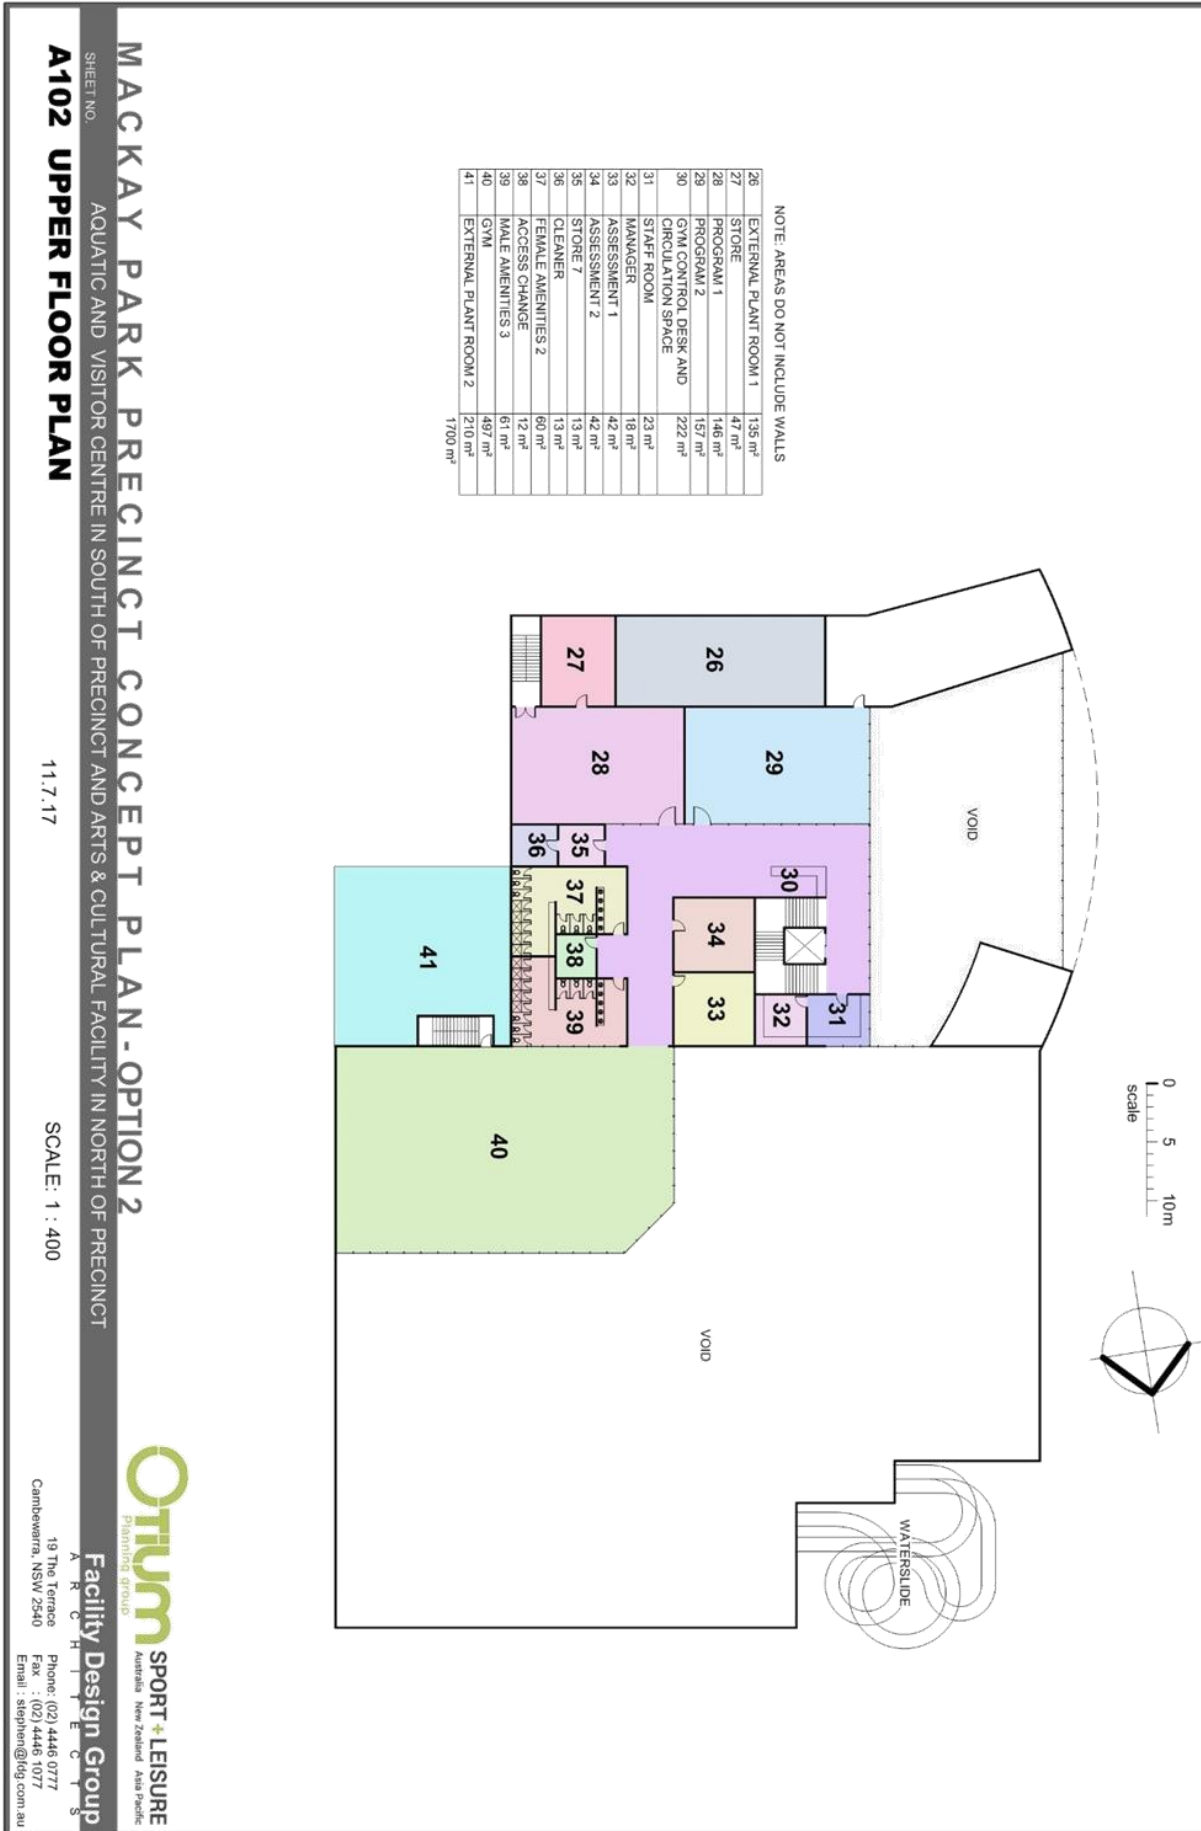 NOTE: AREAS DO NOT INCLUDE WALLS
26 EXTERNAL PLANT ROOM 1 135 m²
27 STORE 47 m²
28 PROGRAM 1 146 m²
29 PROGRAM 2 157 m²
30 GYM CONTROL DESK AND CIRCULATION SPACE 222 m²
31 STAFF ROOM 23 m²
32 MANAGER 18 m²
33 ASSESSMENT 1 42 m²
34 ASSESSMENT 2 42 m²
35 STORE 7 13 m²
36 CLEANER 13 m²
37 FEMALE AMENITIES 2 60 m²
38 ACCESS CHANGE 12 m²
39 MALE AMENITIES 3 61 m²
40 GYM 497 m²
41 EXTERNAL PLANT ROOM 2 210 m²
1700 m²
0 5 10m
scale
VOID
26
27
28
29
30
31
32
33
34
35
36
37
38
39
40
41
VOID
WATERSLIDE
MACKAY PARK PRECINCT CONCEPT PLAN - OPTION 2
SHEET NO. AQUATIC AND VISITOR CENTRE IN SOUTH OF PRECINCT AND ARTS & CULTURAL FACILITY IN NORTH OF PRECINCT
A102 UPPER FLOOR PLAN
11.7.17
SCALE: 1 : 400
OTIUM
Planning group
SPORT + LEISURE
Australia New Zealand Asia Pacific
Facility Design Group
ARCHITECTS
19 The Terrace Phone: (02) 4446 0777
Cambewarra, NSW 2540 Fax : (02) 4446 1077
Email : stephen@fdg.com.au